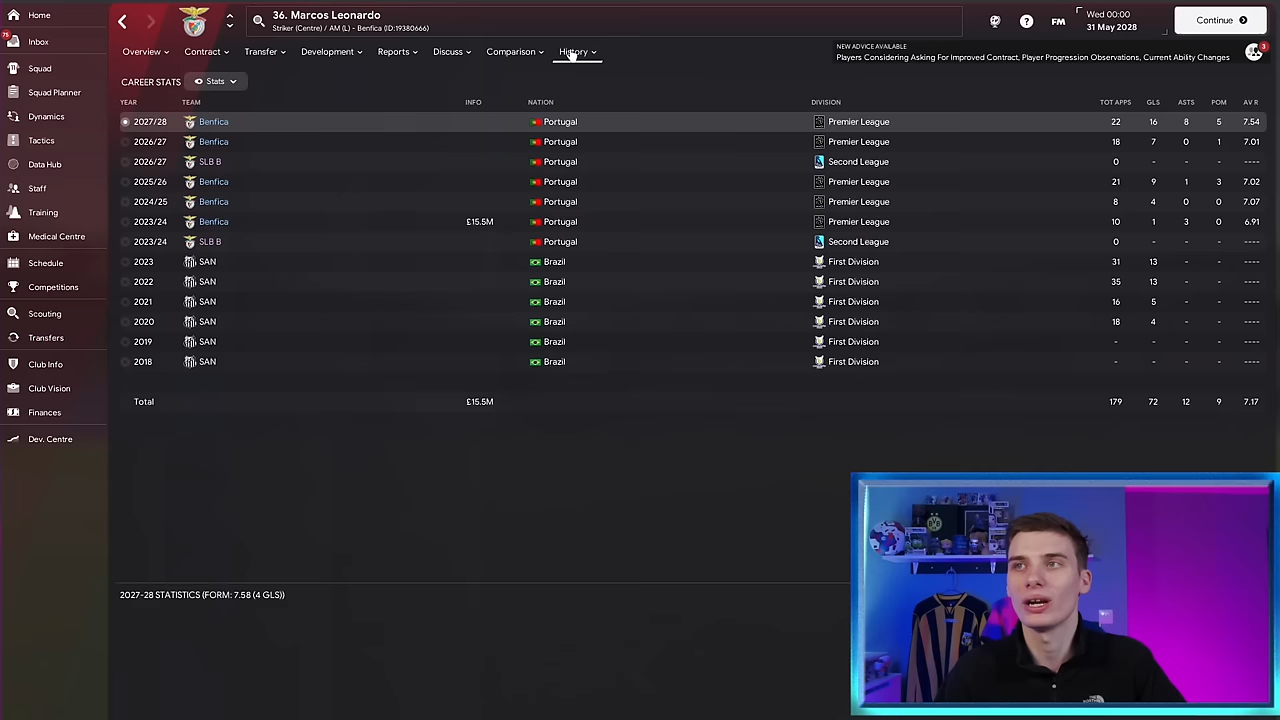 Home
75
Inbox
Squad
Squad Planner
Dynamics
Tactics
Data Hub
Staff
Training
Medical Centre
Schedule
Competitions
Scouting
Transfers
Club Info
Club Vision
Finances
Dev. Centre
36. Marcos Leonardo
Striker (Centre) / AM (L) - Benfica (ID:19380666)
FM
Wed 00:00
31 May 2028
Continue
Overview
Contract
Transfer
Development
Reports
Discuss
Comparison
History
NEW ADVICE AVAILABLE
Players Considering Asking For Improved Contract, Player Progression Observations, Current Ability Changes
3
CAREER STATS Stats
YEAR TEAM INFO NATION DIVISION TOT APPS GLS ASTS POM AV R
2027/28 Benfica Portugal Premier League 22 16 8 5 7.54
2026/27 Benfica Portugal Premier League 18 7 0 1 7.01
2026/27 SLB B Portugal Second League 0 - - - ----
2025/26 Benfica Portugal Premier League 21 9 1 3 7.02
2024/25 Benfica Portugal Premier League 8 4 0 0 7.07
2023/24 Benfica £15.5M Portugal Premier League 10 1 3 0 6.91
2023/24 SLB B Portugal Second League 0 - - - ----
2023 SAN Brazil First Division 31 13 - - ----
2022 SAN Brazil First Division 35 13 - - ----
2021 SAN Brazil First Division 16 5 - - ----
2020 SAN Brazil First Division 18 4 - - ----
2019 SAN Brazil First Division - - - - ----
2018 SAN Brazil First Division - - - - ----
Total £15.5M 179 72 12 9 7.17
2027-28 STATISTICS (FORM: 7.58 (4 GLS))
BVB